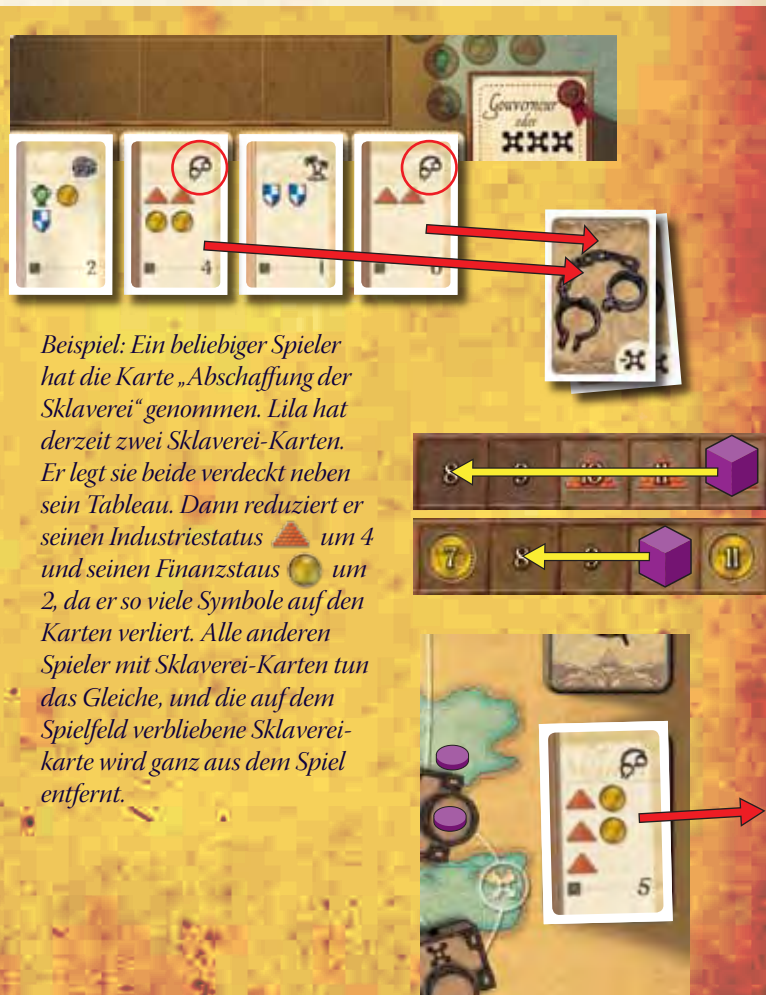 Gouverneur
oder
2
4
1
6
Beispiel: Ein beliebiger Spieler
hat die Karte „Abschaffung der
Sklaverei“ genommen. Lila hat
derzeit zwei Sklaverei-Karten.
Er legt sie beide verdeckt neben
sein Tableau. Dann reduziert er
seinen Industriestatus um 4
und seinen Finanzstaus um
2, da er so viele Symbole auf den
Karten verliert. Alle anderen
Spieler mit Sklaverei-Karten tun
das Gleiche, und die auf dem
Spielfeld verbliebene Sklaverei-
karte wird ganz aus dem Spiel
entfernt.
8 9 10 11
7 8 9 11
5